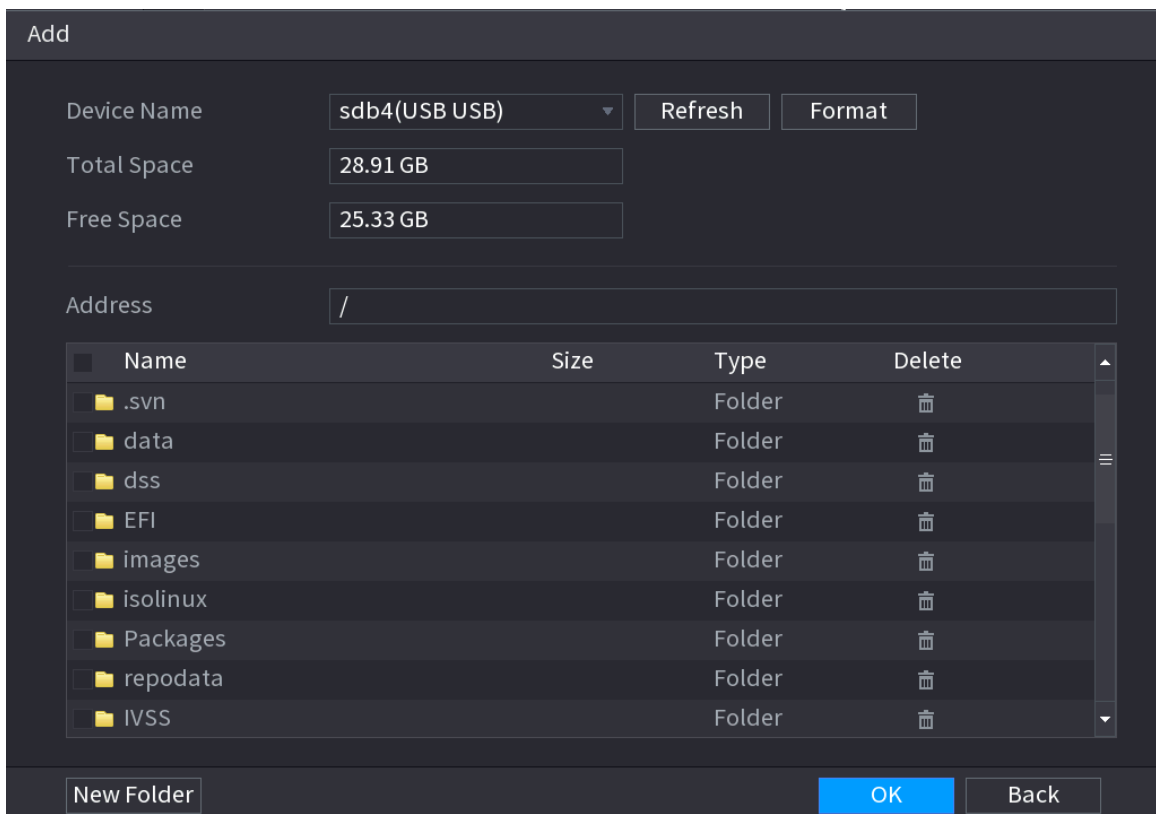 Add
Device Name sdb4(USB USB) Refresh Format
Total Space 28.91 GB
Free Space 25.33 GB
Address /
Name Size Type Delete
.svn Folder
data Folder
dss Folder
EFI Folder
images Folder
isolinux Folder
Packages Folder
repodata Folder
IVSS Folder
New Folder OK Back